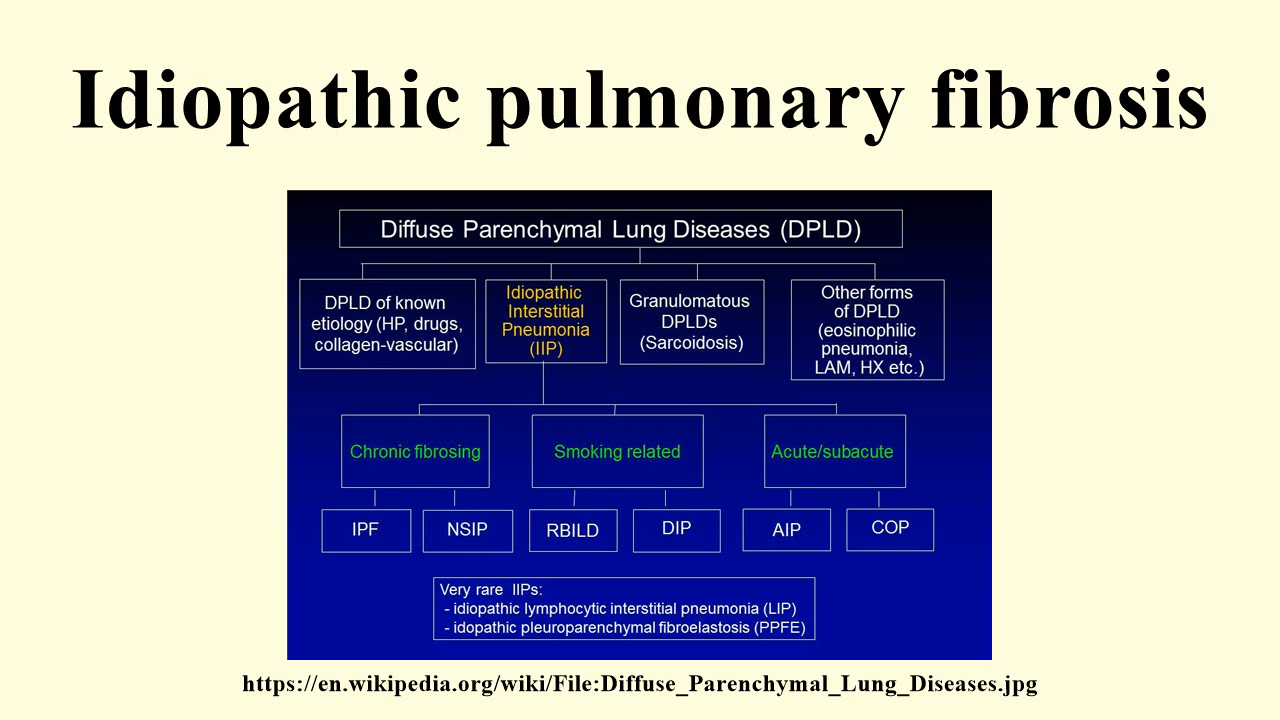 Idiopathic pulmonary fibrosis
Diffuse Parenchymal Lung Diseases (DPLD)
DPLD of known
etiology (HP, drugs,
collagen-vascular)
Idiopathic
Interstitial
Pneumonia
(IIP)
Granulomatous
DPLDs
(Sarcoidosis)
Other forms
of DPLD
(eosinophilic
pneumonia,
LAM, HX etc.)
Chronic fibrosing
Smoking related
Acute/subacute
IPF
NSIP
RBILD
DIP
AIP
COP
Very rare IIPs:
- idiopathic lymphocytic interstitial pneumonia (LIP)
- idopathic pleuroparenchymal fibroelastosis (PPFE)
https://en.wikipedia.org/wiki/File:Diffuse_Parenchymal_Lung_Diseases.jpg